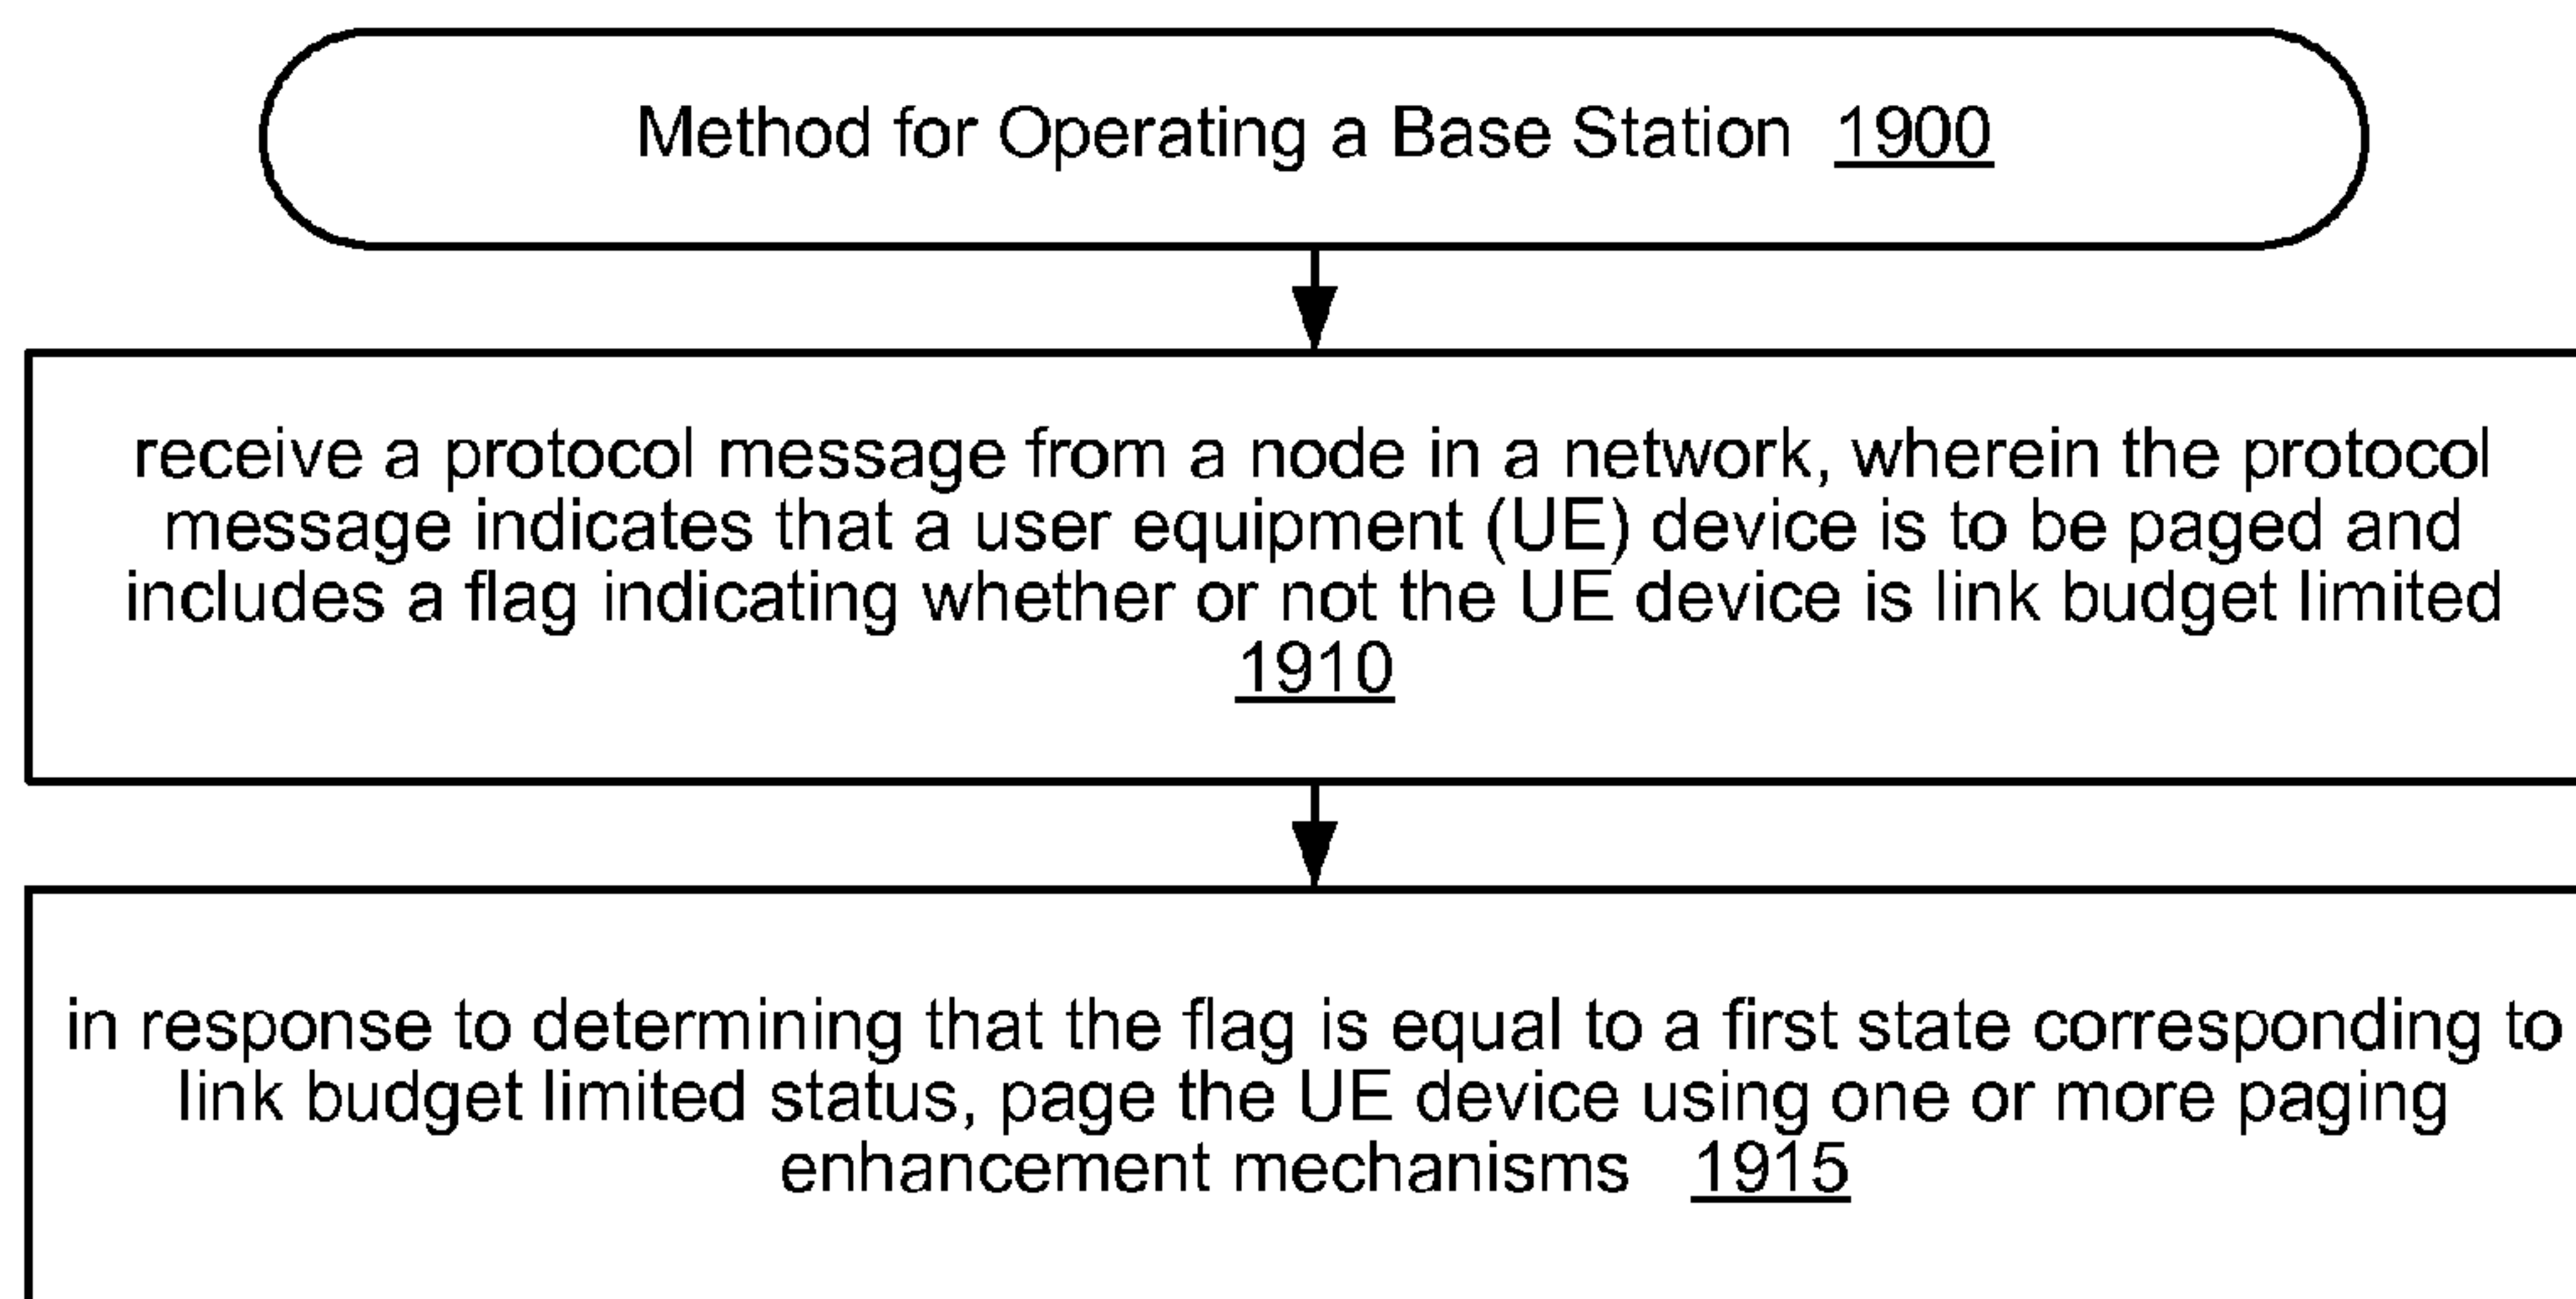 Method for Operating a Base Station 1900
receive a protocol message from a node in a network, wherein the protocol
message indicates that a user equipment (UE) device is to be paged and
includes a flag indicating whether or not the UE device is link budget limited
1910
in response to determining that the flag is equal to a first state corresponding to
link budget limited status, page the UE device using one or more paging
enhancement mechanisms 1915